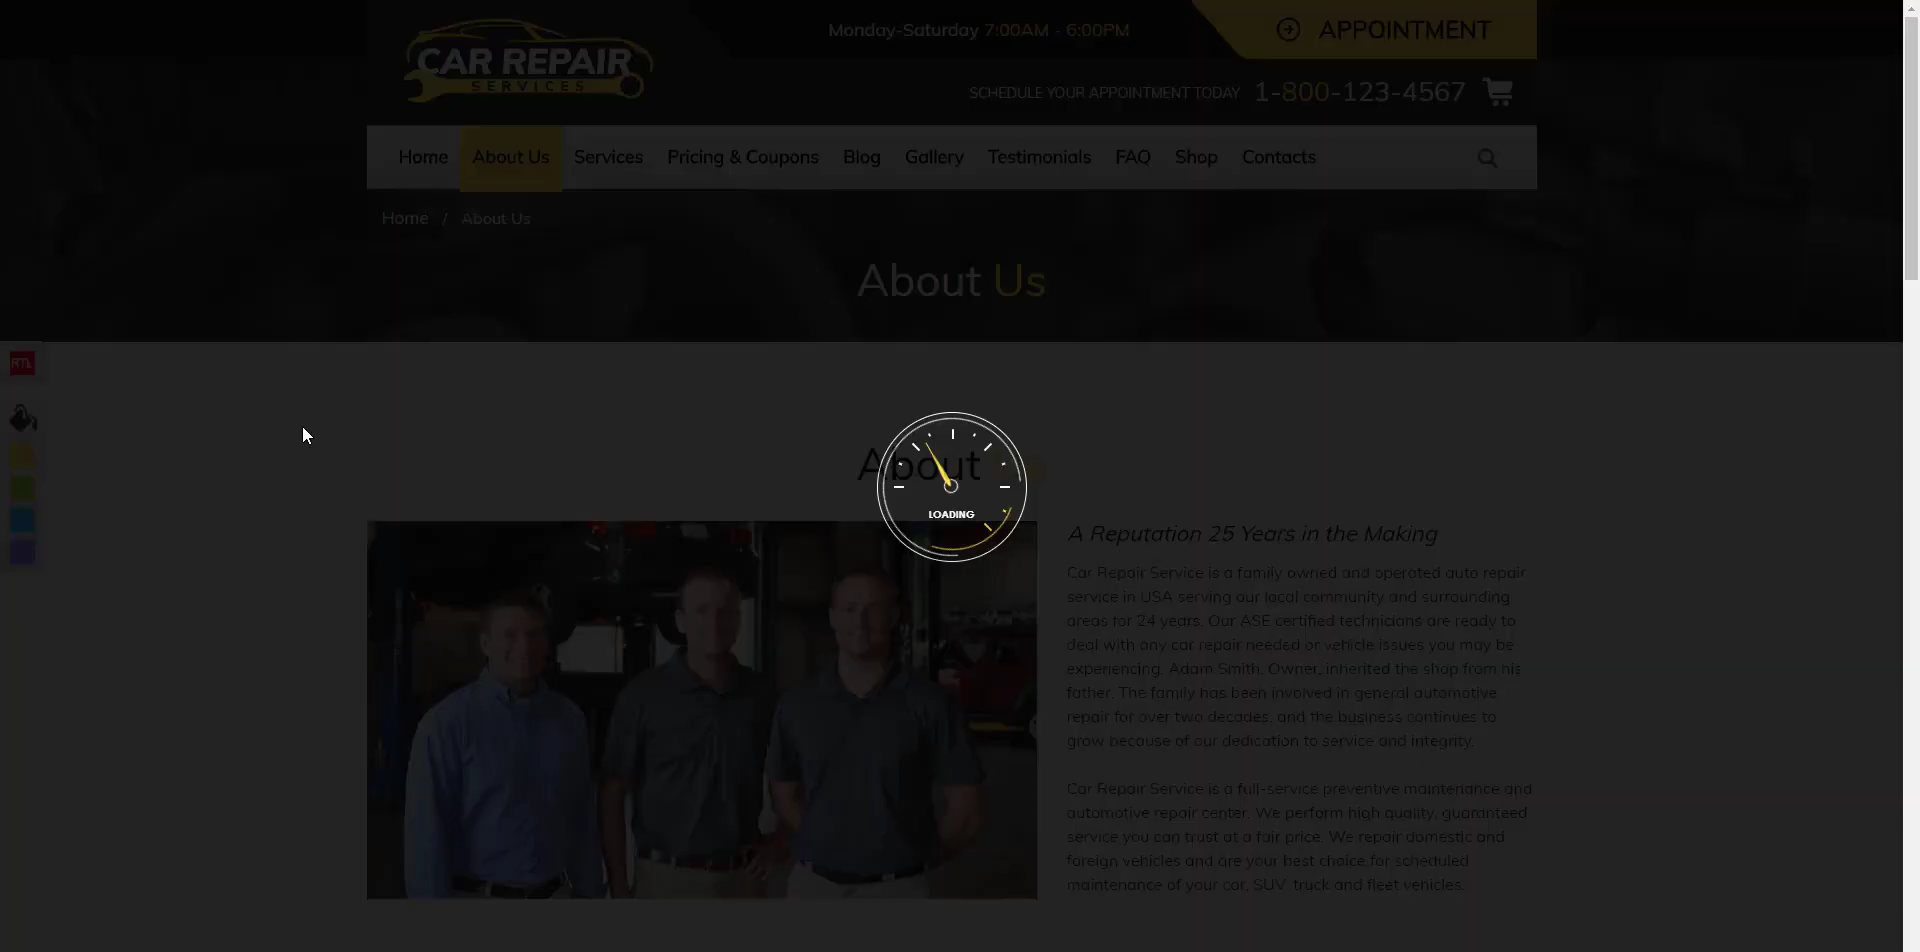 CAR REPAIR
SERVICES
Monday-Saturday 7:00AM - 6:00PM
APPOINTMENT
SCHEDULE YOUR APPOINTMENT TODAY 1-800-123-4567
Home About Us Services Pricing & Coupons Blog Gallery Testimonials FAQ Shop Contacts
Home / About Us
About Us
RTL
About
LOADING
A Reputation 25 Years in the Making
Car Repair Service is a family owned and operated auto repair
service in USA serving our local community and surrounding
areas for 24 years. Our ASE certified technicians are ready to
deal with any car repair needed or vehicle issues you may be
experiencing. Adam Smith, Owner, inherited the shop from his
father. The family has been involved in general automotive
repair for over two decades, and the business continues to
grow because of our dedication to service and integrity.
Car Repair Service is a full-service preventive maintenance and
automotive repair center. We perform high quality, guaranteed
service you can trust at a fair price. We repair domestic and
foreign vehicles and are your best choice for scheduled
maintenance of your car, SUV, truck and fleet vehicles.